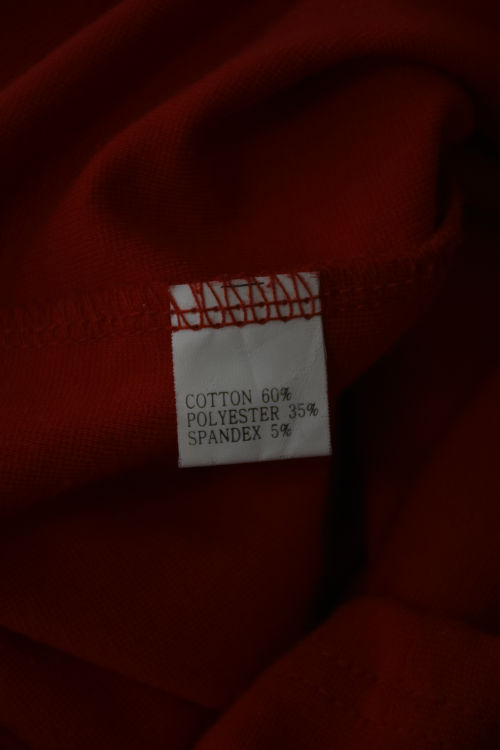 COTTON 60%
POLYESTER 35%
SPANDEX 5%